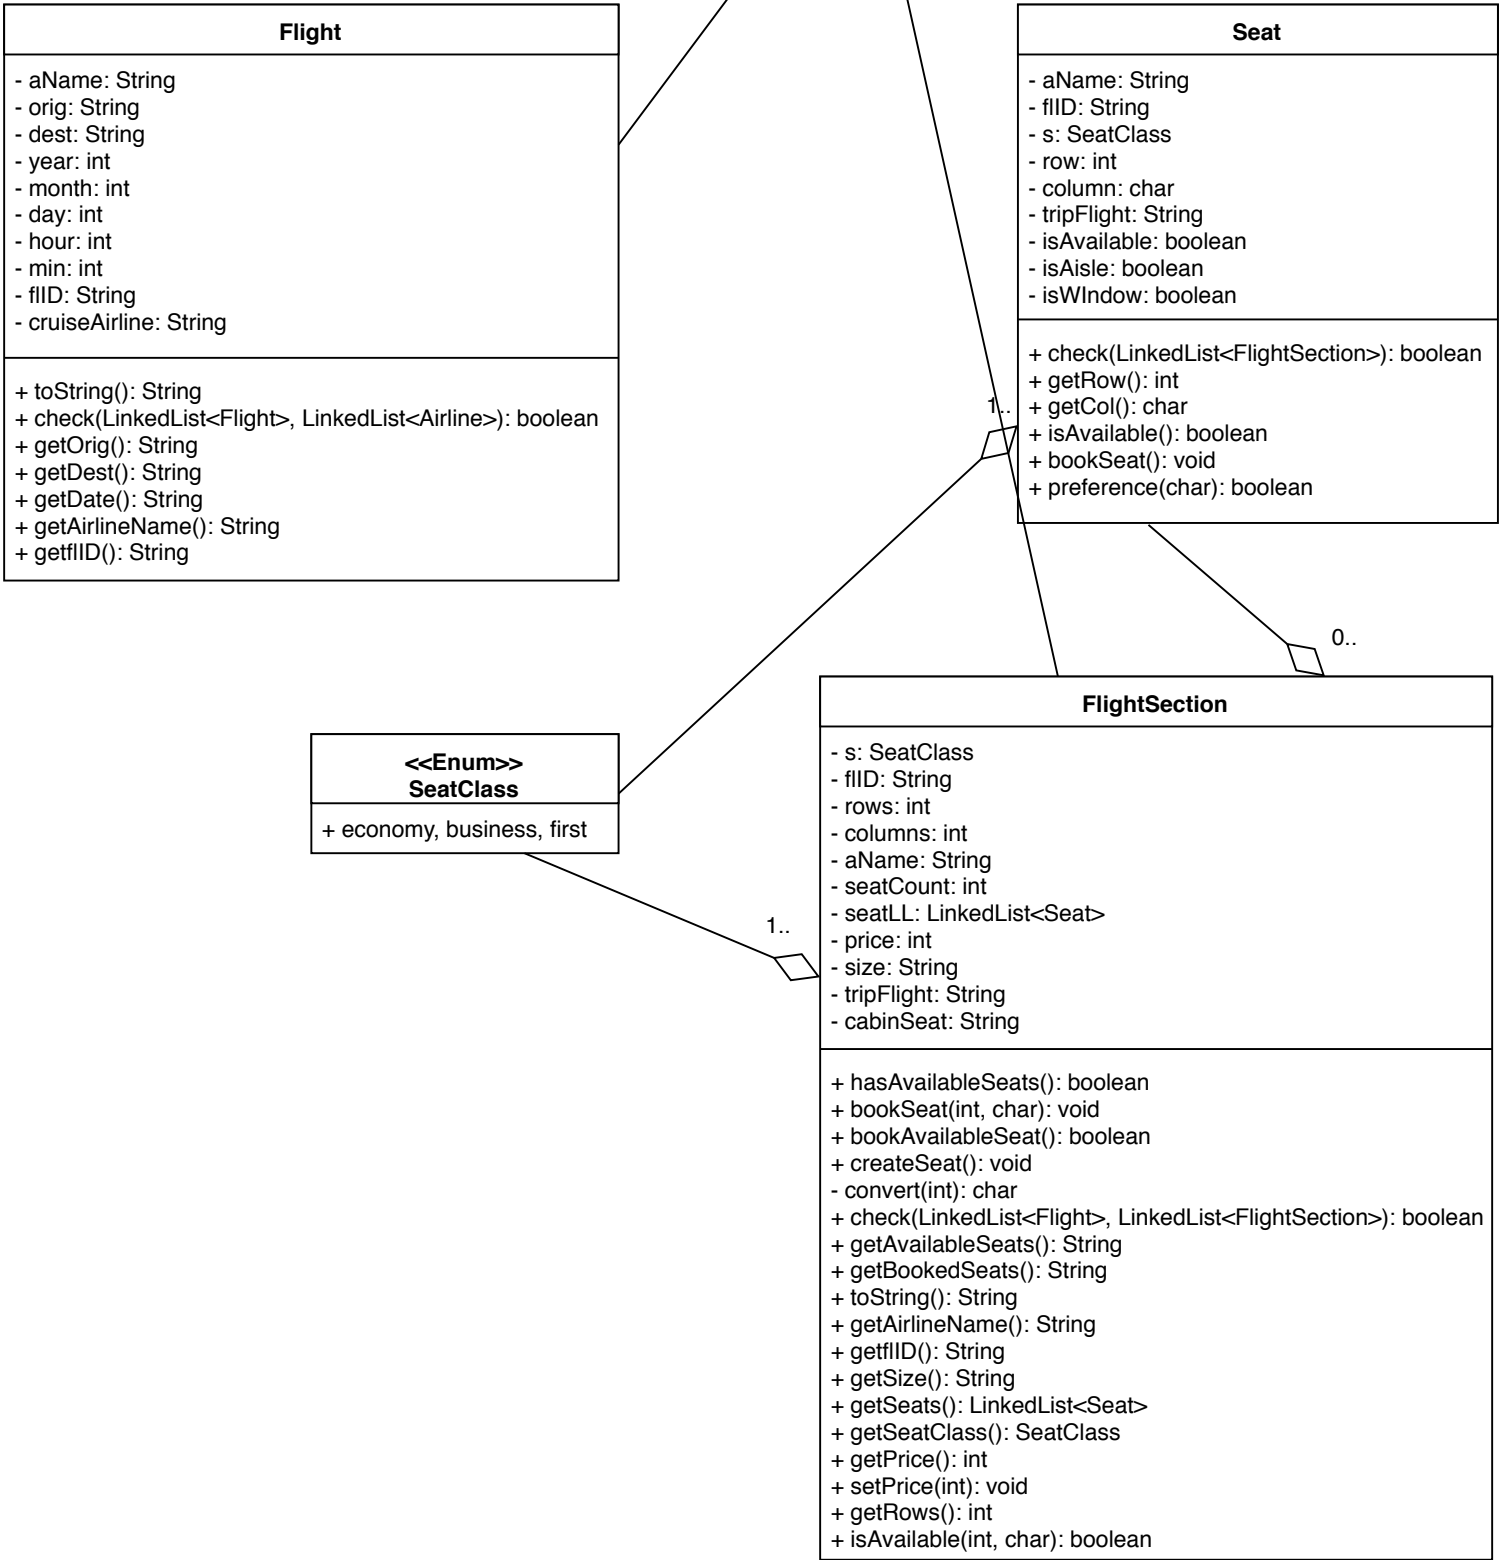 Flight
- aName: String
- orig: String
- dest: String
- year: int
- month: int
- day: int
- hour: int
- min: int
- flID: String
- cruiseAirline: String
+ toString(): String
+ check(LinkedList<Flight>, LinkedList<Airline>): boolean
+ getOrig(): String
+ getDest(): String
+ getDate(): String
+ getAirlineName(): String
+ getflID(): String
Seat
- aName: String
- flID: String
- s: SeatClass
- row: int
- column: char
- tripFlight: String
- isAvailable: boolean
- isAisle: boolean
- isWIndow: boolean
+ check(LinkedList<FlightSection>): boolean
+ getRow(): int
+ getCol(): char
+ isAvailable(): boolean
+ bookSeat(): void
+ preference(char): boolean
1..
0..
<<Enum>>
SeatClass
+ economy, business, first
1..
FlightSection
- s: SeatClass
- flID: String
- rows: int
- columns: int
- aName: String
- seatCount: int
- seatLL: LinkedList<Seat>
- price: int
- size: String
- tripFlight: String
- cabinSeat: String
+ hasAvailableSeats(): boolean
+ bookSeat(int, char): void
+ bookAvailableSeat(): boolean
+ createSeat(): void
- convert(int): char
+ check(LinkedList<Flight>, LinkedList<FlightSection>): boolean
+ getAvailableSeats(): String
+ getBookedSeats(): String
+ toString(): String
+ getAirlineName(): String
+ getflID(): String
+ getSize(): String
+ getSeats(): LinkedList<Seat>
+ getSeatClass(): SeatClass
+ getPrice(): int
+ setPrice(int): void
+ getRows(): int
+ isAvailable(int, char): boolean